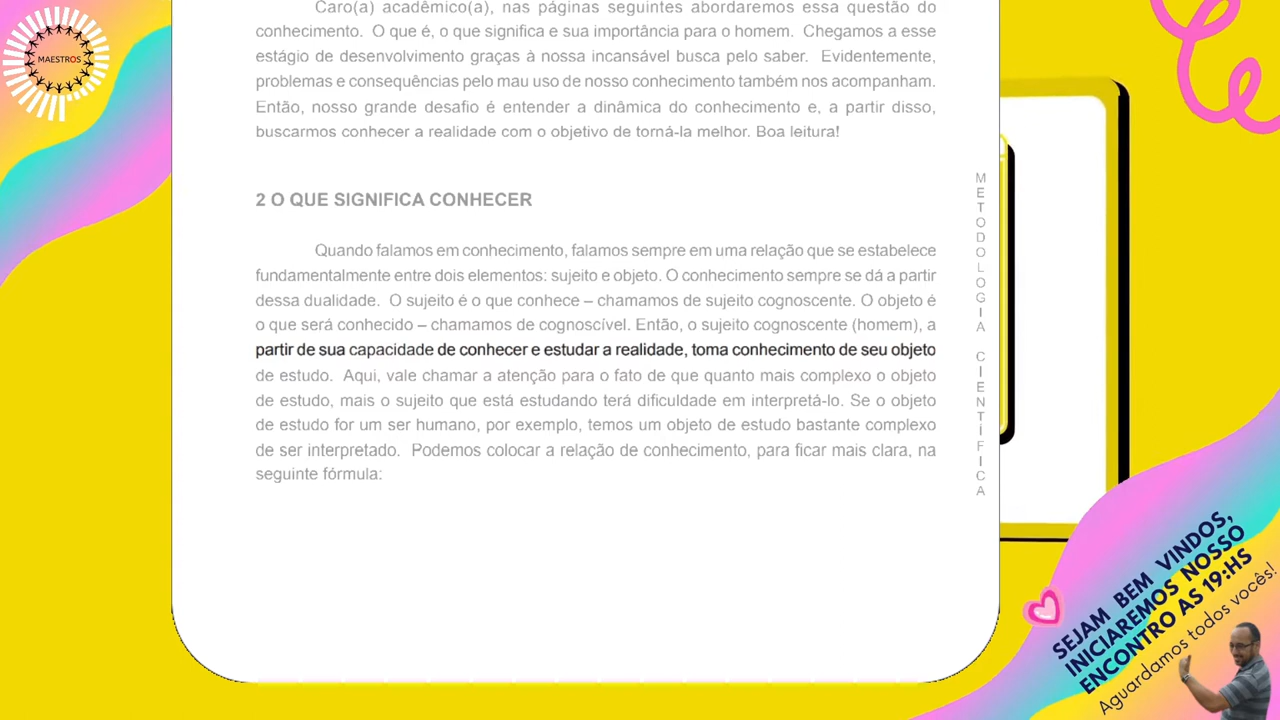 MAESTROS
Caro(a) acadêmico(a), nas páginas seguintes abordaremos essa questão do
conhecimento. O que é, o que significa e sua importância para o homem. Chegamos a esse
estágio de desenvolvimento graças à nossa incansável busca pelo saber. Evidentemente,
problemas e consequências pelo mau uso de nosso conhecimento também nos acompanham.
Então, nosso grande desafio é entender a dinâmica do conhecimento e, a partir disso,
buscarmos conhecer a realidade com o objetivo de torná-la melhor. Boa leitura!
2 O QUE SIGNIFICA CONHECER
Quando falamos em conhecimento, falamos sempre em uma relação que se estabelece
fundamentalmente entre dois elementos: sujeito e objeto. O conhecimento sempre se dá a partir
dessa dualidade. O sujeito é o que conhece – chamamos de sujeito cognoscente. O objeto é
o que será conhecido – chamamos de cognoscível. Então, o sujeito cognoscente (homem), a
partir de sua capacidade de conhecer e estudar a realidade, toma conhecimento de seu objeto
de estudo. Aqui, vale chamar a atenção para o fato de que quanto mais complexo o objeto
de estudo, mais o sujeito que está estudando terá dificuldade em interpretá-lo. Se o objeto
de estudo for um ser humano, por exemplo, temos um objeto de estudo bastante complexo
de ser interpretado. Podemos colocar a relação de conhecimento, para ficar mais clara, na
seguinte fórmula:
METODOLOGIA CIENTÍFICA
SEJAM BEM VINDOS,
INICIAREMOS NOSSO
ENCONTRO AS 19:HS
Aguardamos todos vocês!